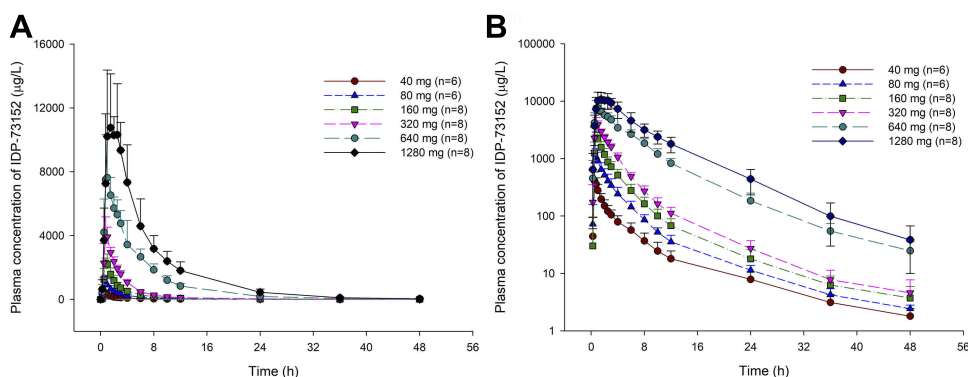 A
Plasma concentration of IDP-73152 (μg/L)
16000
12000
8000
4000
0
0 8 16 24 32 40 48 56
Time (h)
40 mg (n=6)
80 mg (n=6)
160 mg (n=8)
320 mg (n=8)
640 mg (n=8)
1280 mg (n=8)
B
Plasma concentration of IDP-73152 (μg/L)
100000
10000
1000
100
10
1
0 8 16 24 32 40 48 56
Time (h)
40 mg (n=6)
80 mg (n=6)
160 mg (n=8)
320 mg (n=8)
640 mg (n=8)
1280 mg (n=8)